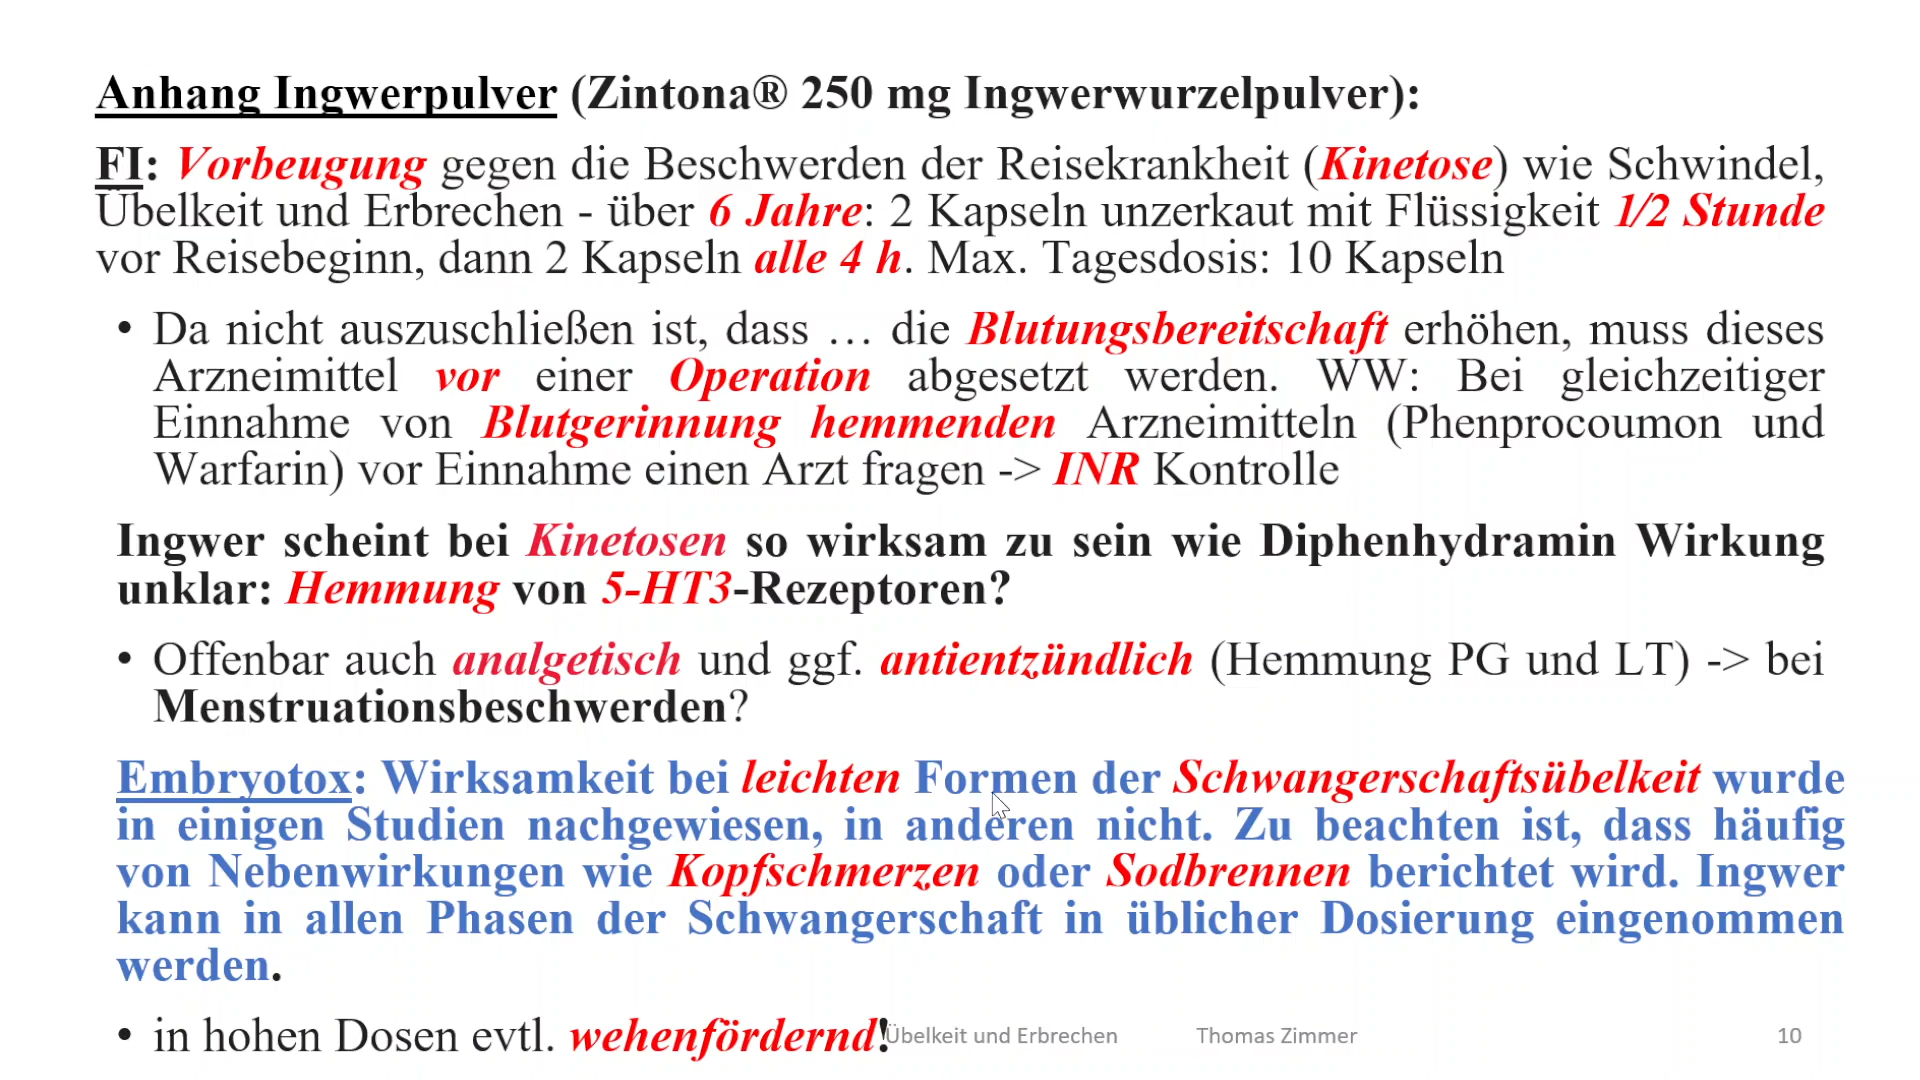 Anhang Ingwerpulver (Zintona® 250 mg Ingwerwurzelpulver):
FI: Vorbeugung gegen die Beschwerden der Reisekrankheit (Kinetose) wie Schwindel,
Übelkeit und Erbrechen - über 6 Jahre: 2 Kapseln unzerkaut mit Flüssigkeit 1/2 Stunde
vor Reisebeginn, dann 2 Kapseln alle 4 h. Max. Tagesdosis: 10 Kapseln
• Da nicht auszuschließen ist, dass … die Blutungsbereitschaft erhöhen, muss dieses
Arzneimittel vor einer Operation abgesetzt werden. WW: Bei gleichzeitiger
Einnahme von Blutgerinnung hemmenden Arzneimitteln (Phenprocoumon und
Warfarin) vor Einnahme einen Arzt fragen -> INR Kontrolle
Ingwer scheint bei Kinetosen so wirksam zu sein wie Diphenhydramin Wirkung
unklar: Hemmung von 5-HT3-Rezeptoren?
• Offenbar auch analgetisch und ggf. antientzündlich (Hemmung PG und LT) -> bei
Menstruationsbeschwerden?
Embryotox: Wirksamkeit bei leichten Formen der Schwangerschaftsübelkeit wurde
in einigen Studien nachgewiesen, in anderen nicht. Zu beachten ist, dass häufig
von Nebenwirkungen wie Kopfschmerzen oder Sodbrennen berichtet wird. Ingwer
kann in allen Phasen der Schwangerschaft in üblicher Dosierung eingenommen
werden.
• in hohen Dosen evtl. wehenfördernd!
Übelkeit und Erbrechen Thomas Zimmer 10